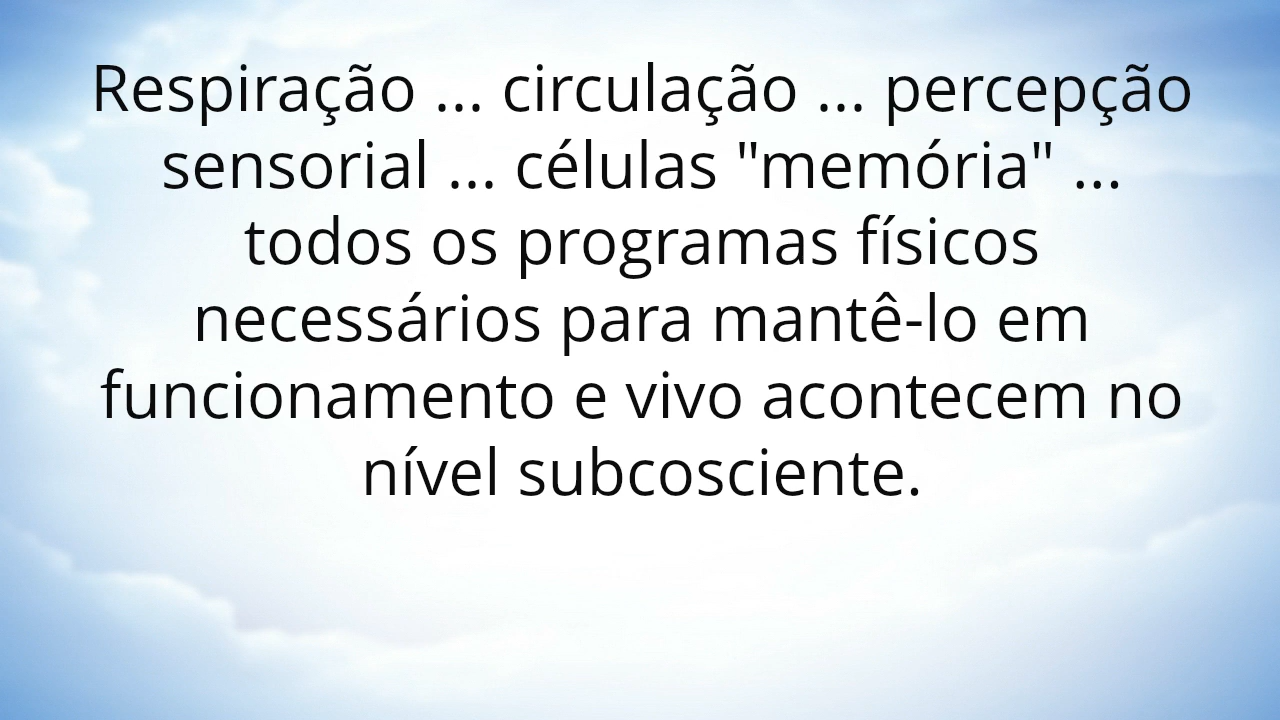 Respiração ... circulação ... percepção
sensorial ... células "memória" ...
todos os programas físicos
necessários para mantê-lo em
funcionamento e vivo acontecem no
nível subcosciente.